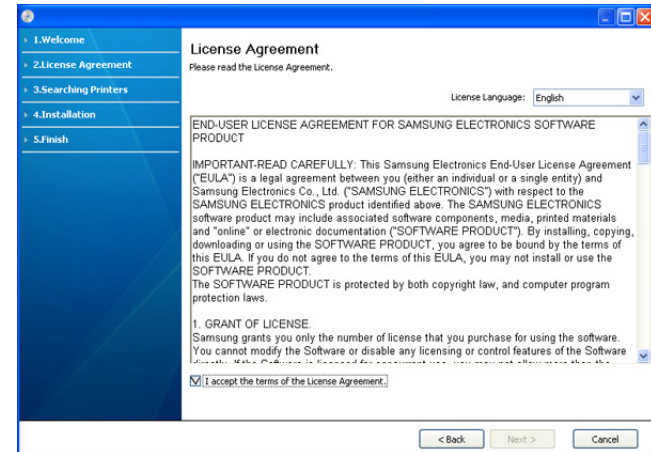 1.Welcome
2.License Agreement
3.Searching Printers
4.Installation
5.Finish
License Agreement
Please read the License Agreement.
License Language: English
END-USER LICENSE AGREEMENT FOR SAMSUNG ELECTRONICS SOFTWARE
PRODUCT
IMPORTANT-READ CAREFULLY: This Samsung Electronics End-User License Agreement
("EULA") is a legal agreement between you (either an individual or a single entity) and
Samsung Electronics Co., Ltd. ("SAMSUNG ELECTRONICS") with respect to the
SAMSUNG ELECTRONICS product identified above. The SAMSUNG ELECTRONICS
software product may include associated software components, media, printed materials
and "online" or electronic documentation ("SOFTWARE PRODUCT"). By installing, copying,
downloading or using the SOFTWARE PRODUCT, you agree to be bound by the terms of
this EULA. If you do not agree to the terms of this EULA, you may not install or use the
SOFTWARE PRODUCT.
The SOFTWARE PRODUCT is protected by both copyright law, and computer program
protection laws.
1. GRANT OF LICENSE.
Samsung grants you only the number of license that you purchase for using the software.
You cannot modify the Software or disable any licensing or control features of the Software
I accept the terms of the License Agreement.
< Back
Next >
Cancel